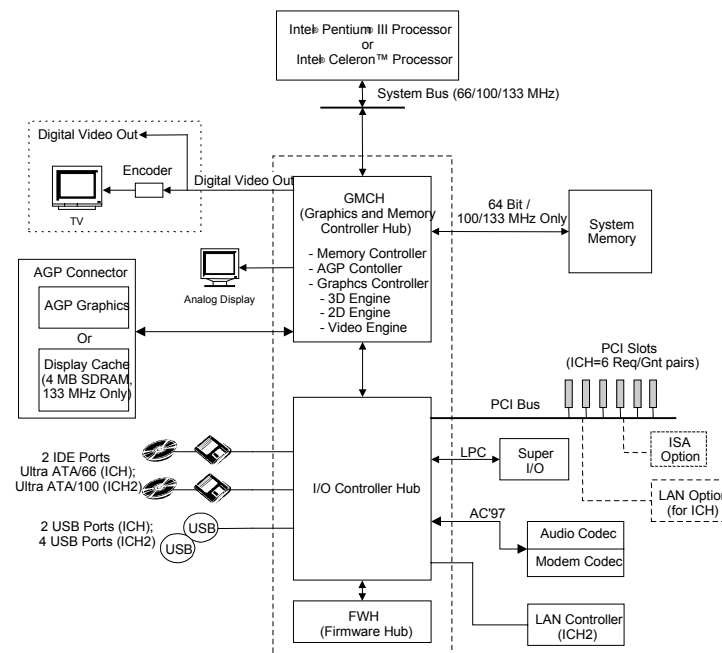 Intel® Pentium® III Processor
or
Intel® Celeron™ Processor
System Bus (66/100/133 MHz)
Digital Video Out
Encoder
Digital Video Out
TV
GMCH
(Graphics and Memory
Controller Hub)
- Memory Controller
- AGP Contoller
- Graphcs Controller
- 3D Engine
- 2D Engine
- Video Engine
64 Bit /
100/133 MHz Only
System
Memory
Analog Display
AGP Connector
AGP Graphics
Or
Display Cache
(4 MB SDRAM,
133 MHz Only)
PCI Slots
(ICH=6 Req/Gnt pairs)
PCI Bus
ISA
Option
LAN Option
(for ICH)
2 IDE Ports
Ultra ATA/66 (ICH);
Ultra ATA/100 (ICH2)
I/O Controller Hub
LPC
Super
I/O
2 USB Ports (ICH);
4 USB Ports (ICH2)
USB
USB
AC'97
Audio Codec
Modem Codec
FWH
(Firmware Hub)
LAN Controller
(ICH2)